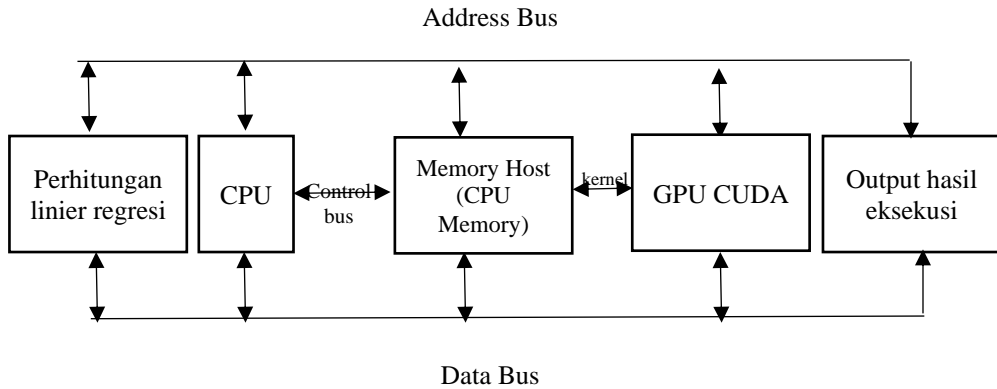 Address Bus
Perhitungan
linier regresi
CPU
Control
bus
Memory Host
(CPU
Memory)
kernel
GPU CUDA
Output hasil
eksekusi
Data Bus